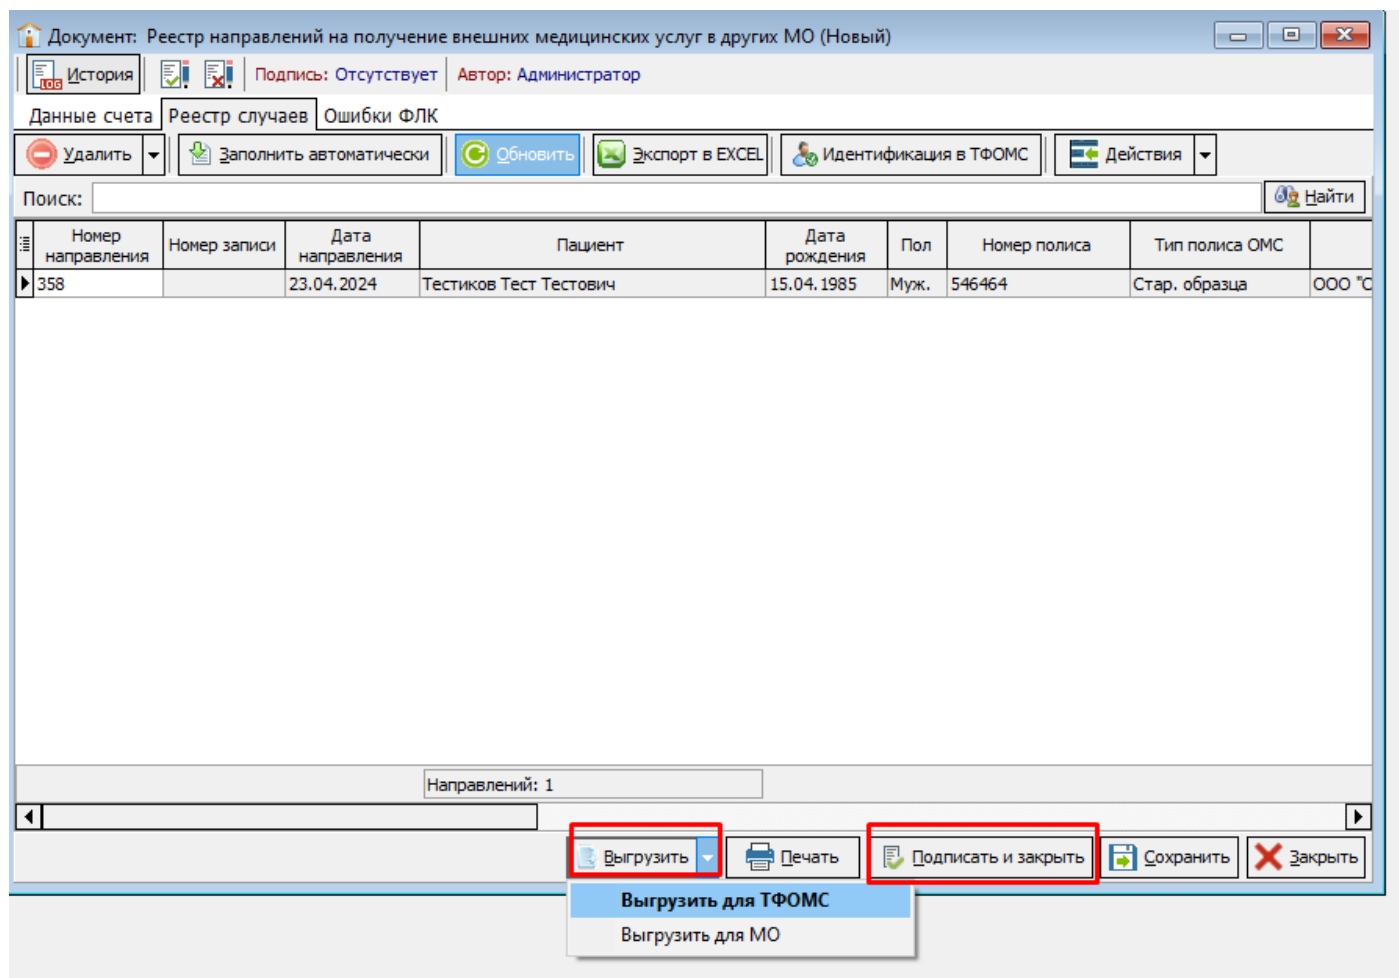 Документ: Реестр направлений на получение внешних медицинских услуг в других МО (Новый)
LOG История Подпись: Отсутствует Автор: Администратор
Данные счета Реестр случаев Ошибки ФЛК
Удалить Заполнить автоматически Обновить Экспорт в EXCEL Идентификация в ТФОМС Действия
Поиск: Найти
Номер направления Номер записи Дата направления Пациент Дата рождения Пол Номер полиса Тип полиса ОМС
358 23.04.2024 Тестиков Тест Тестович 15.04.1985 Муж. 546464 Стар. образца ООО "С
Направлений: 1
Выгрузить Печать Подписать и закрыть Сохранить Закрыть
Выгрузить для ТФОМС
Выгрузить для МО